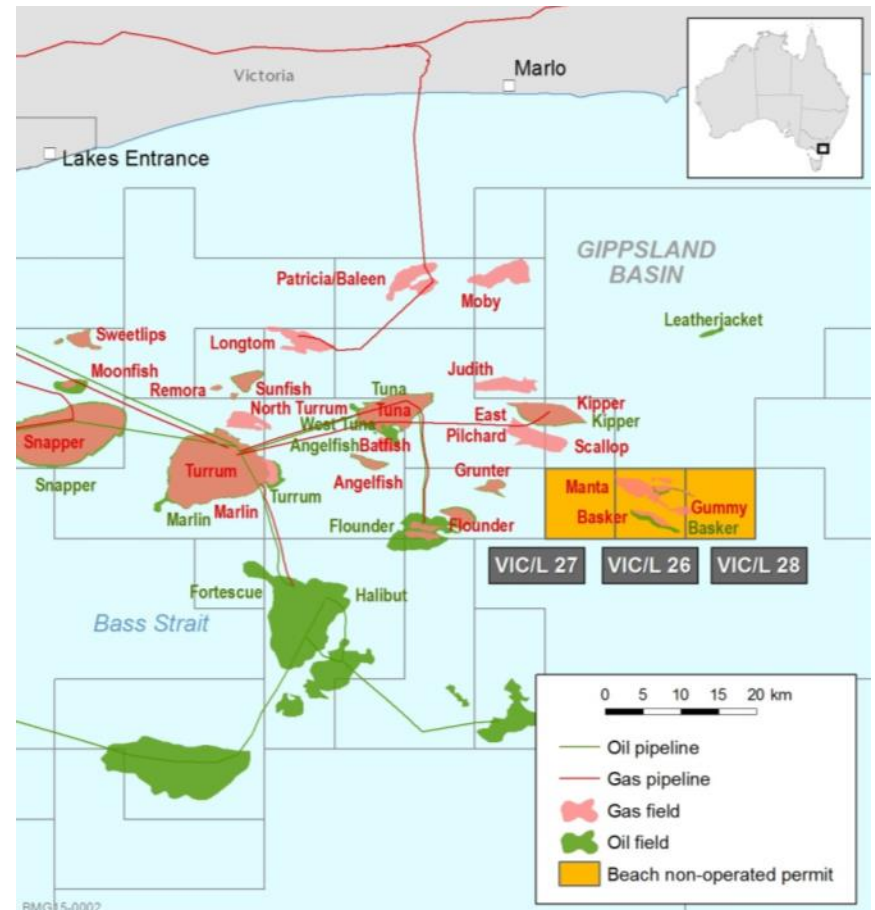 Victoria
Marlo
Lakes Entrance
GIPPSLAND
BASIN
Patricia/Baleen
Moby
Leatherjacket
Sweetlips
Longtom
Moonfish
Remora
Sunfish
Judith
Tuna
North Turrum
Tuna
East
Kipper
West Tuna
Kipper
Snapper
Angelfish
Batfish
Pilchard
Scallop
Turrum
Angelfish
Grunter
Snapper
Turrum
Manta
Gummy
Marlin
Marlin
Flounder
Flounder
Basker
Basker
VIC/L 27
VIC/L 26
VIC/L 28
Fortescue
Halibut
Bass Strait
0 5 10 15 20 km
Oil pipeline
Gas pipeline
Gas field
Oil field
Beach non-operated permit
BMG15-0002